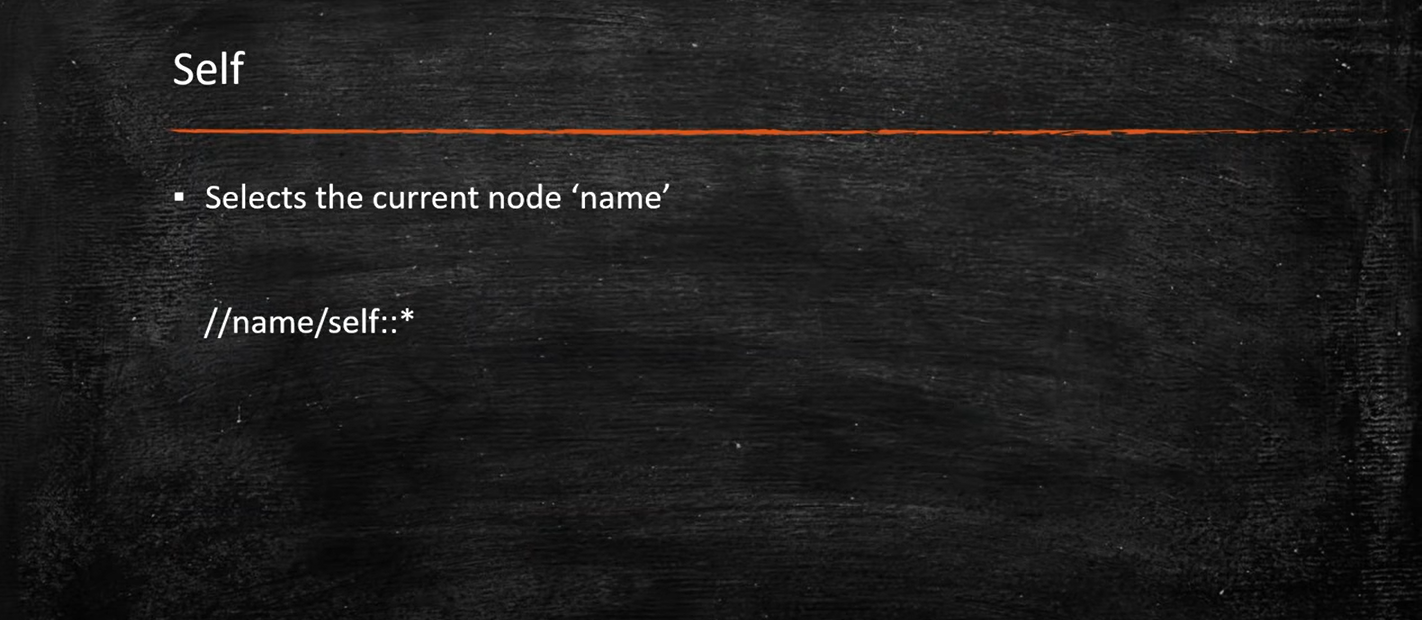 Self
▪ Selects the current node ‘name’
//name/self::*